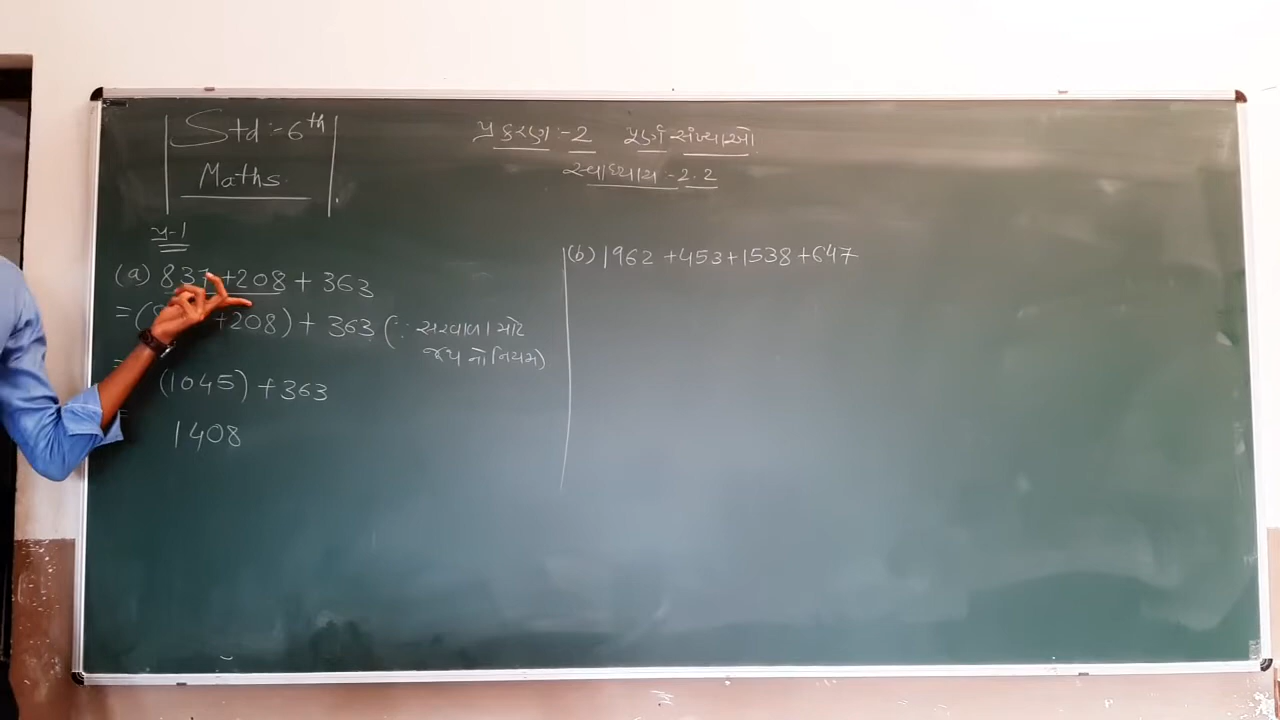 Std :- 6th
Maths
પ્રકરણ :- 2 પૂર્ણ સંખ્યાઓ
સ્વાધ્યાય - 2.2
પ્ર-1
(a) 837 +208 + 363
= (8 +208) + 363 (∵ સરવાળા માટે
જૂથ નો નિયમ)
= (1045) + 363
= 1408
(b) 1962 +453+1538+647